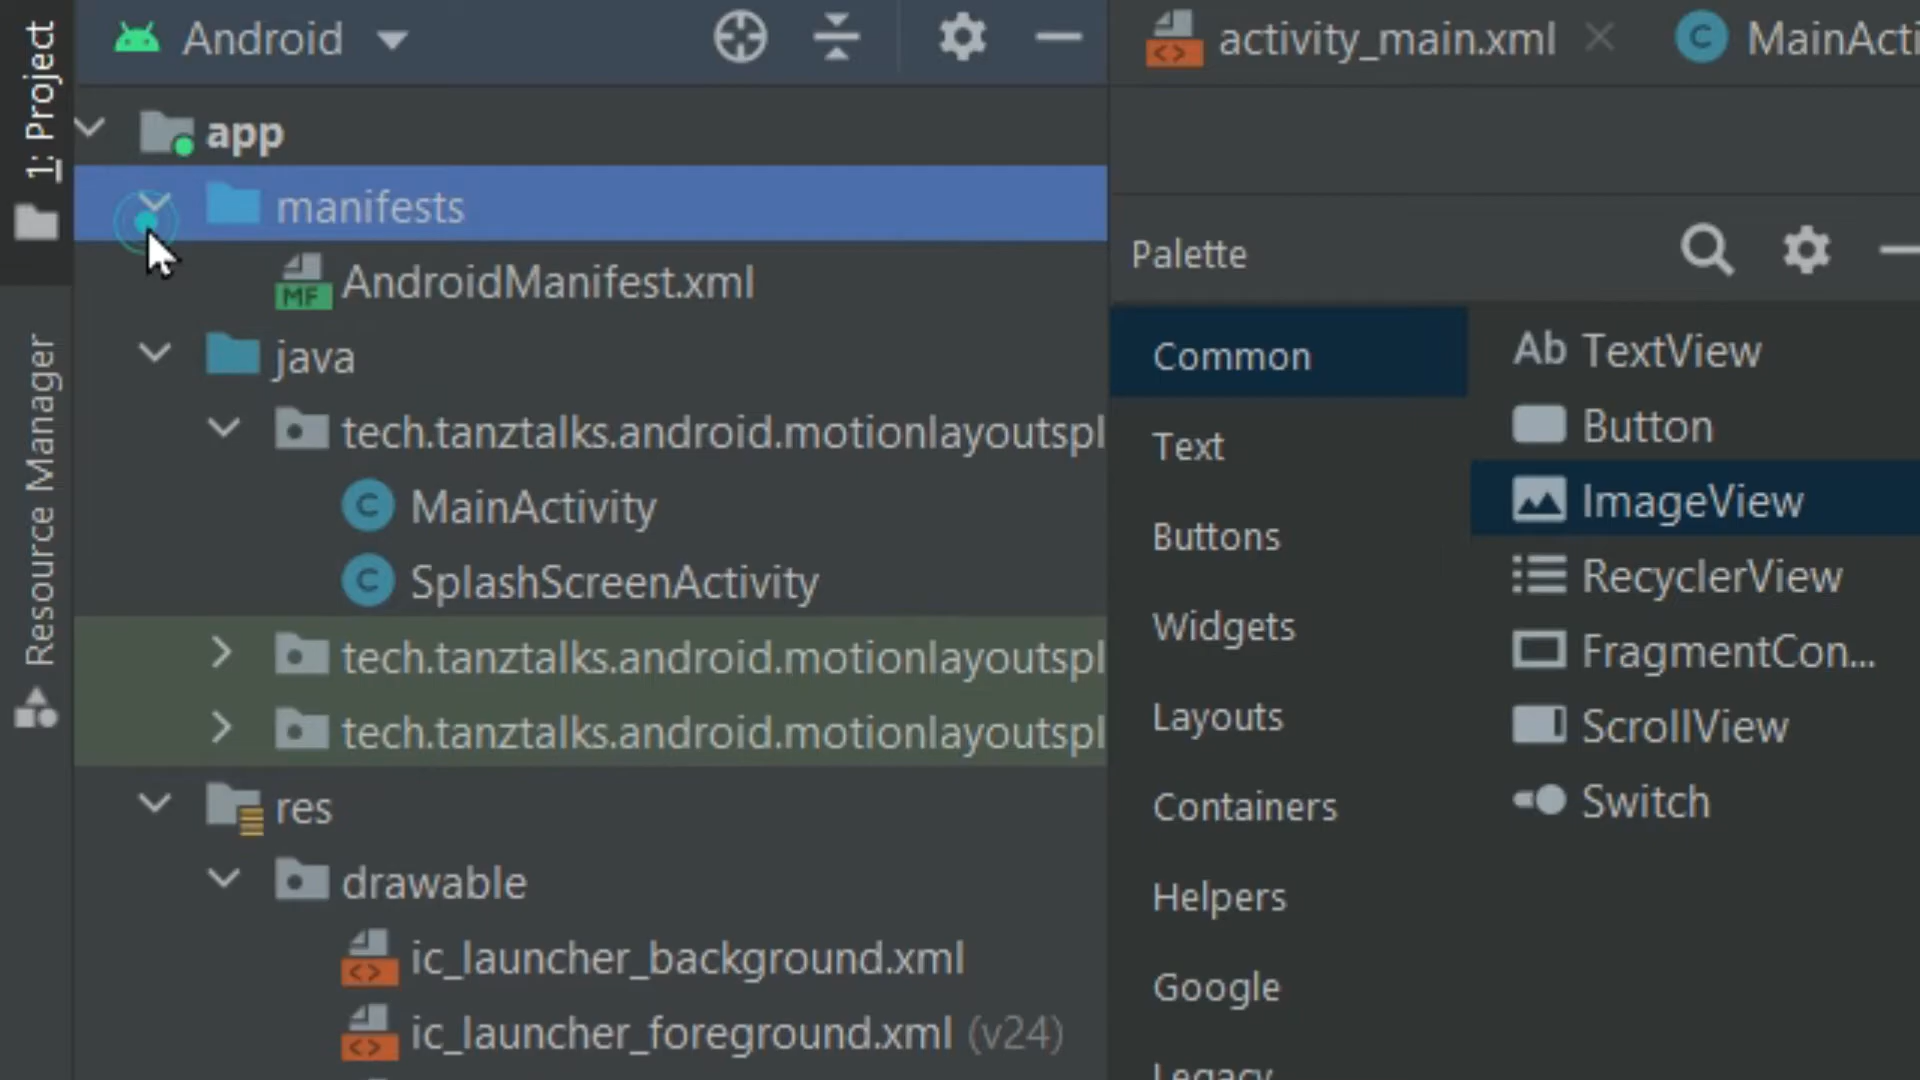 1: Project
Resource Manager
Android
app
manifests
MF AndroidManifest.xml
java
tech.tanztalks.android.motionlayoutspl
C MainActivity
C SplashScreenActivity
tech.tanztalks.android.motionlayoutspl
tech.tanztalks.android.motionlayoutspl
res
drawable
<> ic_launcher_background.xml
<> ic_launcher_foreground.xml (v24)
<> activity_main.xml
C MainActi
Palette
Common
Text
Buttons
Widgets
Layouts
Containers
Helpers
Google
Legacy
Ab TextView
Button
ImageView
RecyclerView
FragmentCon...
ScrollView
Switch